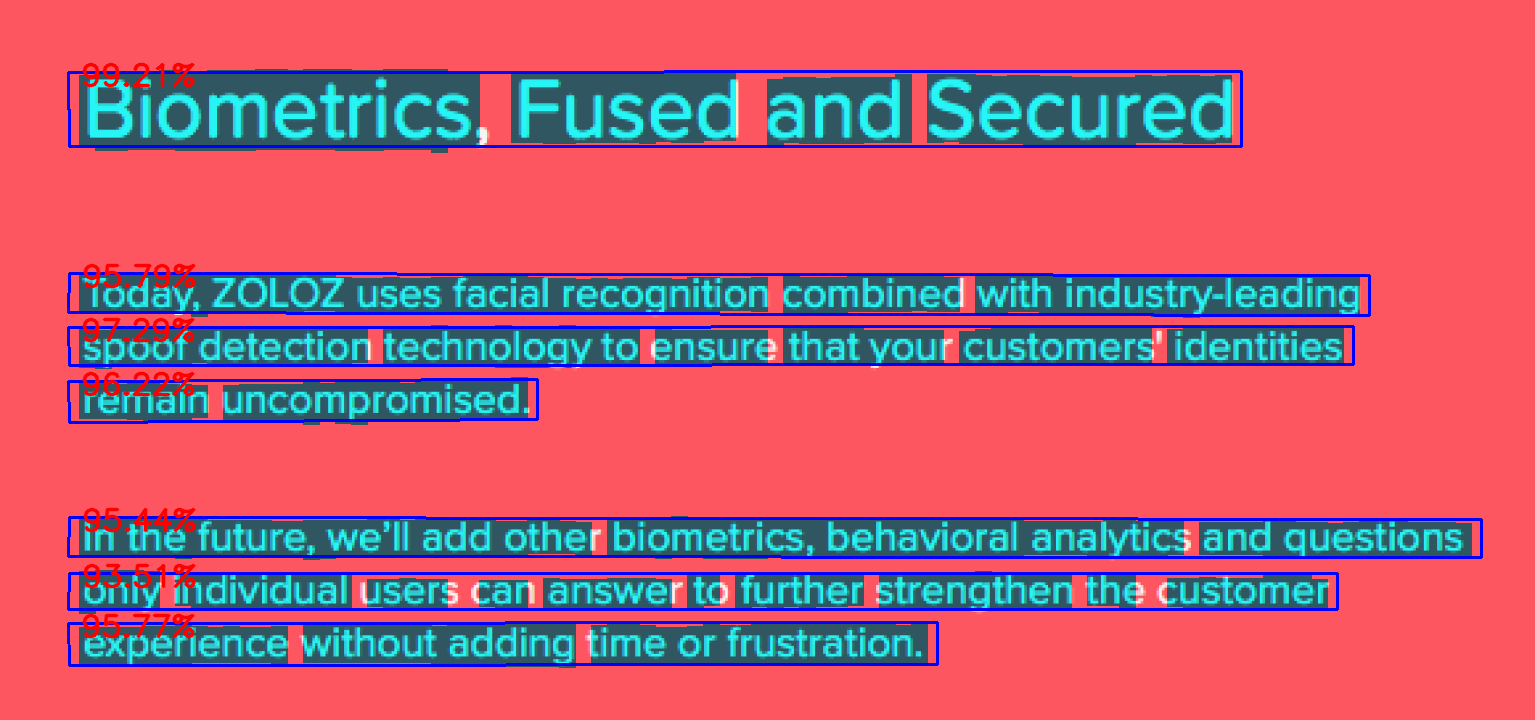 99.21%
Biometrics, Fused and Secured
95.79%
Today, ZOLOZ uses facial recognition combined with industry-leading
97.29%
spoof detection technology to ensure that your customers' identities
96.22%
remain uncompromised.
95.44%
In the future, we’ll add other biometrics, behavioral analytics and questions
93.51%
only individual users can answer to further strengthen the customer
95.77%
experience without adding time or frustration.